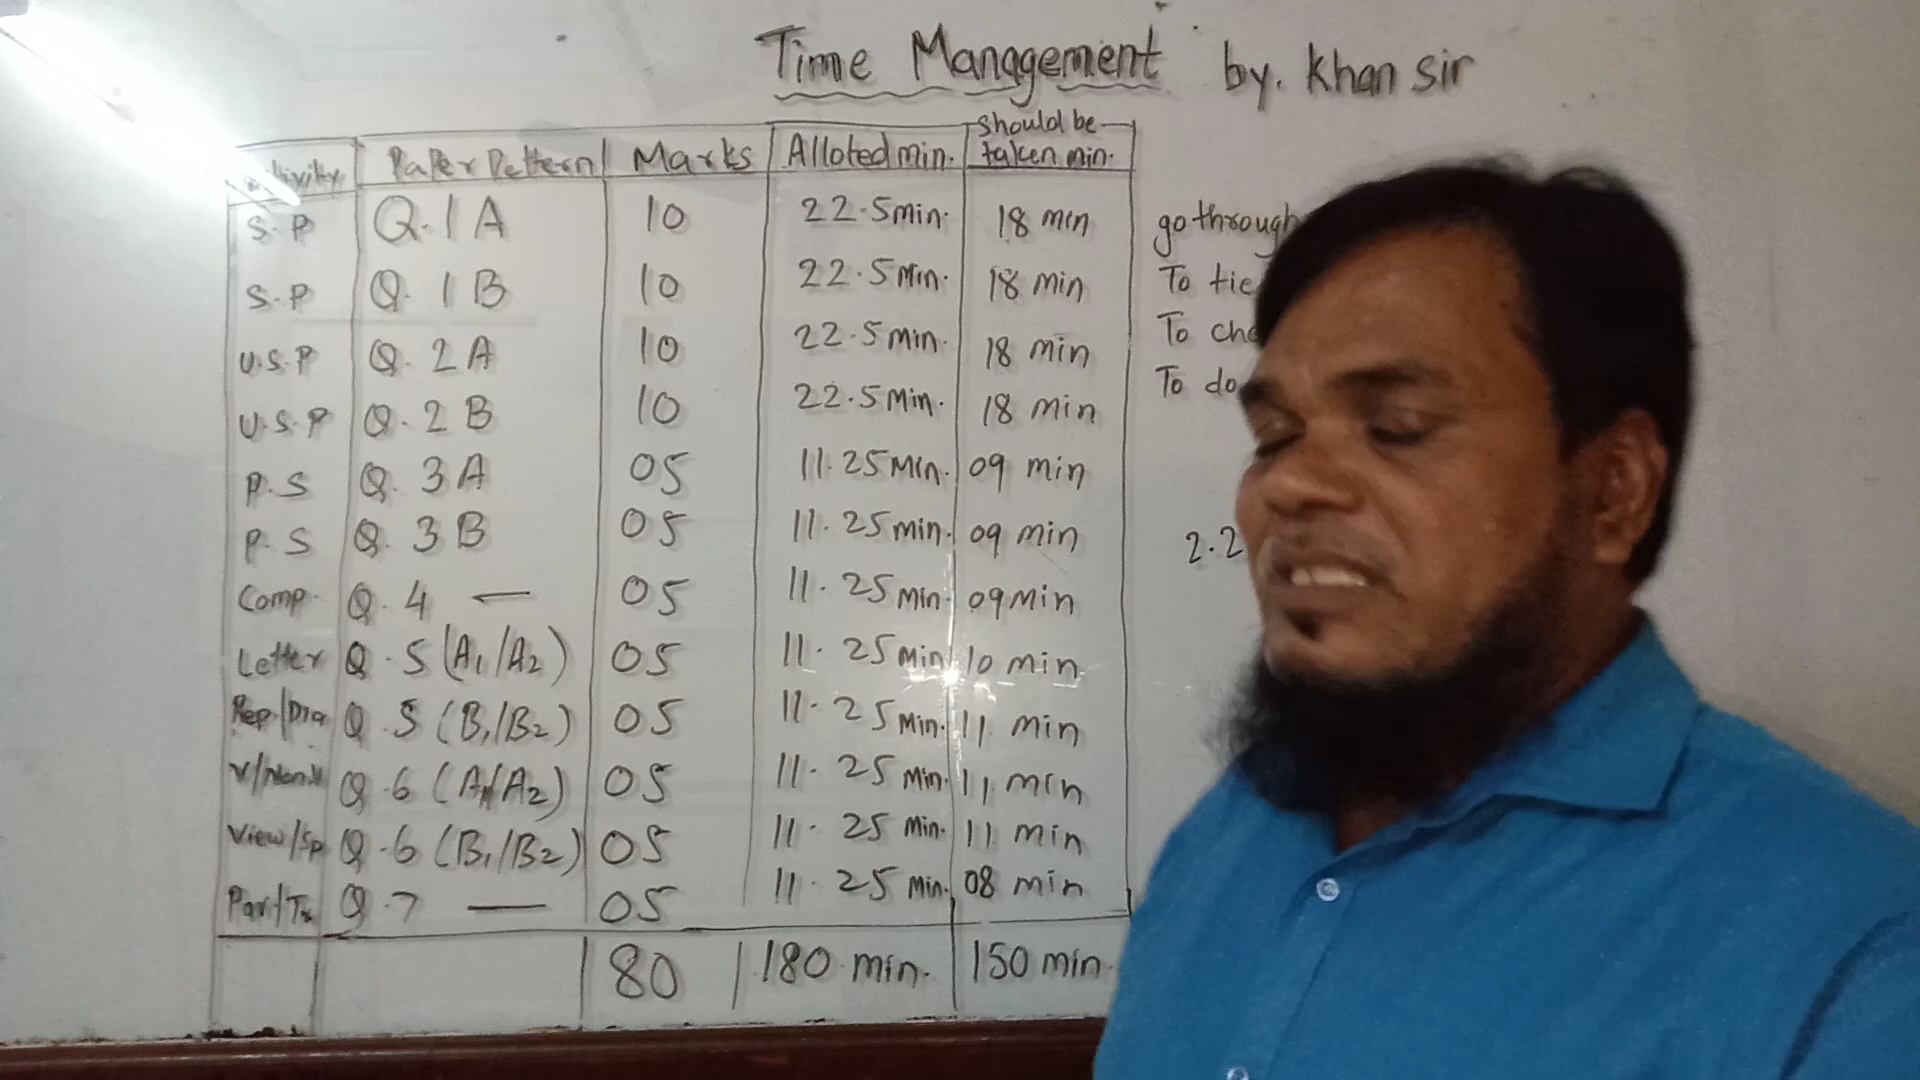 Time Management by. Khan sir
Paper Pettern Marks Alloted min. should be taken min.
S.P Q.1A 10 22.5min. 18 min
S.P Q.1B 10 22.5Min. 18 min
U.S.P Q.2A 10 22.5min. 18 min
U.S.P Q.2B 10 22.5Min. 18 min
P.S Q.3A 05 11.25Min. 09 min
P.S Q.3B 05 11.25min. 09 min
Comp. Q.4 — 05 11.25Min. 09min
Letter Q.5(A1/A2) 05 11.25Min 10 min.
Rep./Dia Q.5(B1/B2) 05 11.25Min. 11 min
Q.6(A1/A2) 05 11.25Min. 11 min
View/Sp Q.6(B1/B2) 05 11.25Min. 11 min
Q.7 — 05 11.25Min. 08 min
80 180 min. 150 min.
go through
To tie
To
To do
2.2